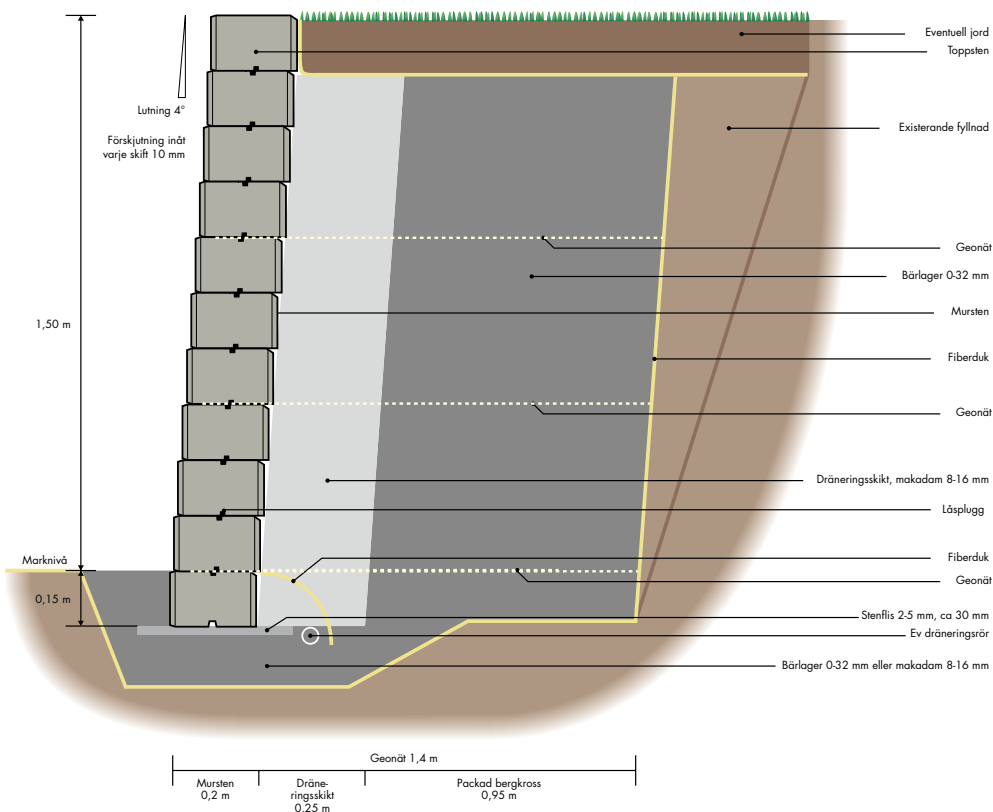 Eventuell jord
Toppsten
Lutning 4°
Förskjutning inåt
varje skift 10 mm
Existerande fyllnad
Geonät
Bärlager 0-32 mm
Mursten
1,50 m
Fiberduk
Geonät
Dräneringsskikt, makadam 8-16 mm
Låsplugg
Marknivå
Fiberduk
Geonät
0,15 m
Stenflis 2-5 mm, ca 30 mm
Ev dräneringsrör
Bärlager 0-32 mm eller makadam 8-16 mm
Geonät 1,4 m
Mursten
0,2 m
Dräne-
ringsskikt
0,25 m
Packad bergkross
0,95 m